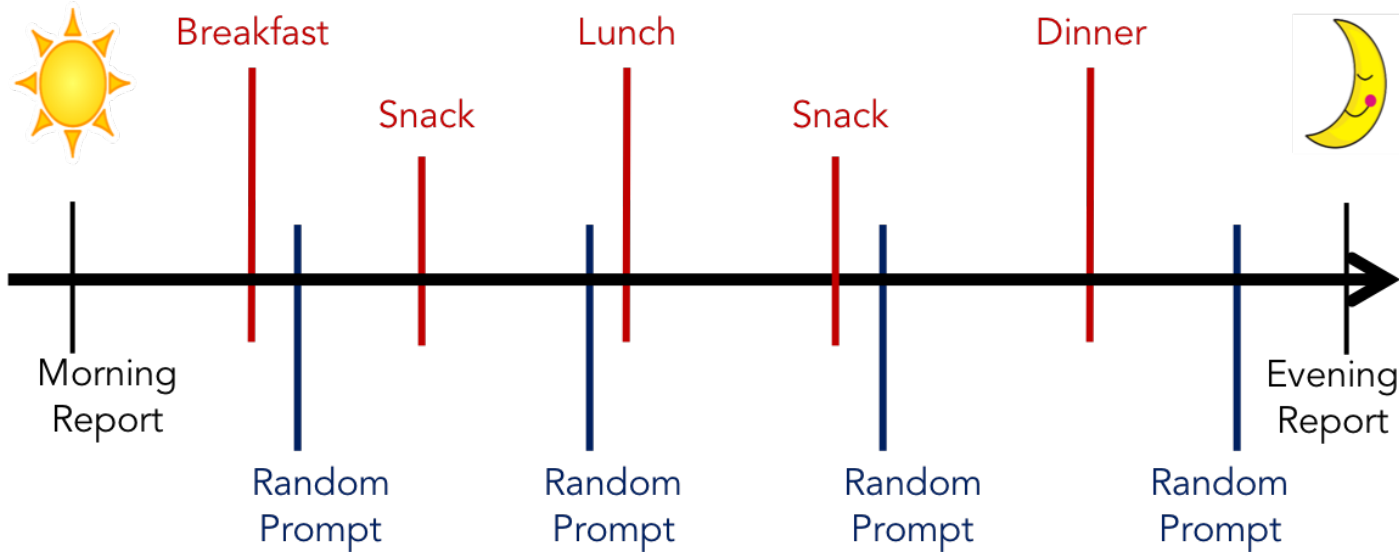 Breakfast
Lunch
Dinner
Snack
Snack
Morning
Report
Evening
Report
Random
Prompt
Random
Prompt
Random
Prompt
Random
Prompt